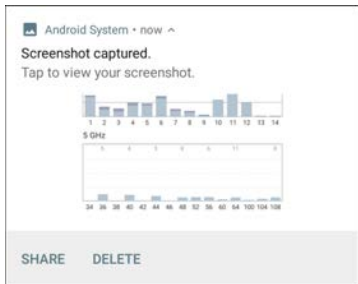 Android System • now
Screenshot captured.
Tap to view your screenshot.
1 2 3 4 5 6 7 8 9 10 11 12 13 14
5 GHz
34 36 38 40 42 44 46 48 52 56 60 64 100 104 108
SHARE DELETE